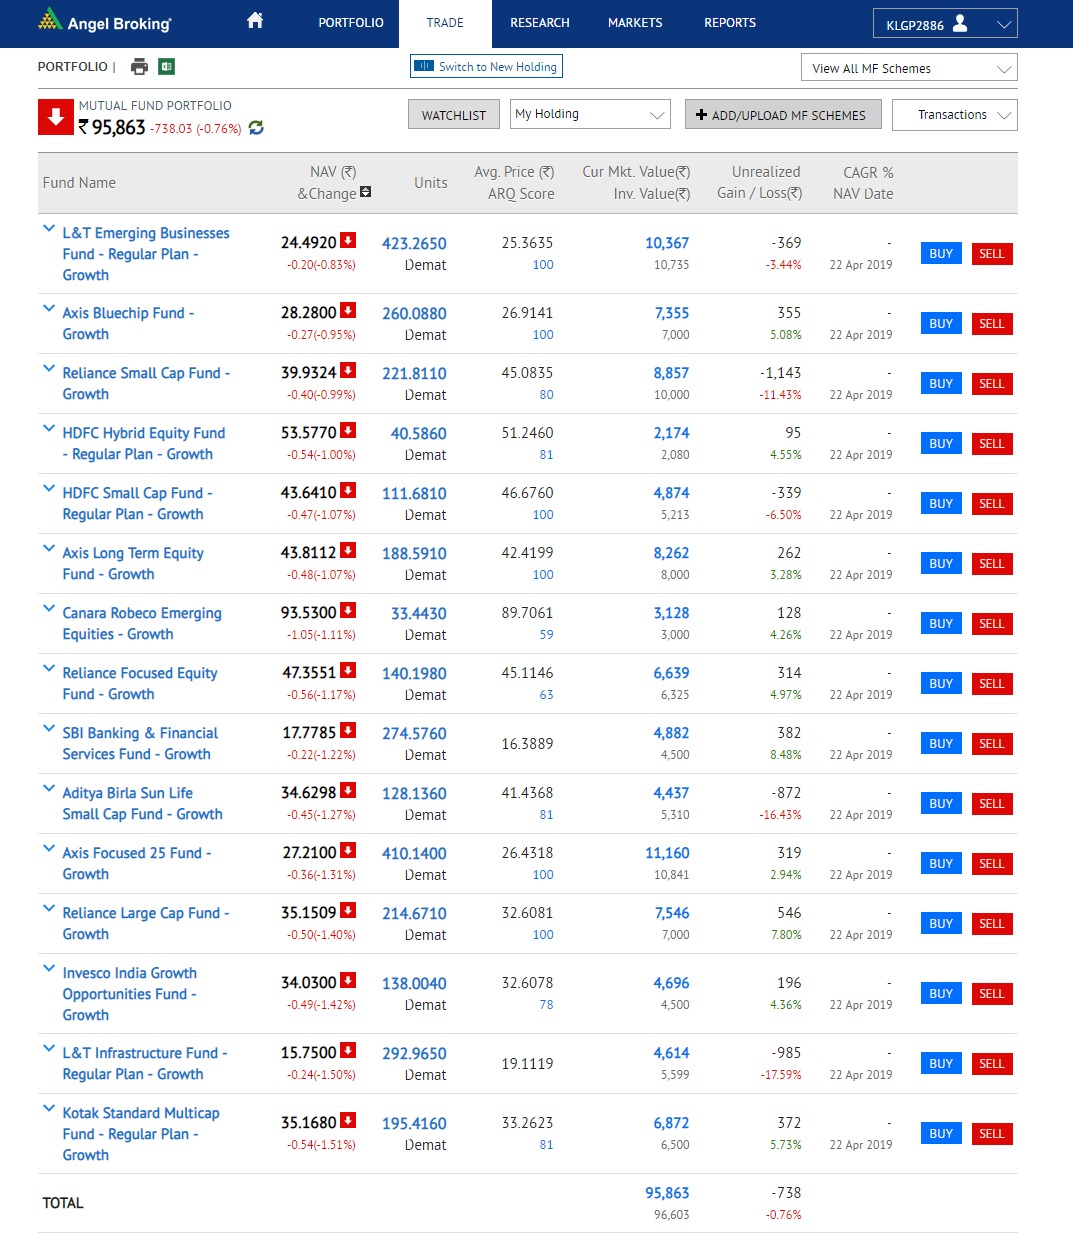 Angel Broking
PORTFOLIO TRADE RESEARCH MARKETS REPORTS KLGP2886
PORTFOLIO | Switch to New Holding View All MF Schemes
MUTUAL FUND PORTFOLIO
₹ 95,863 -738.03 (-0.76%)
WATCHLIST My Holding + ADD/UPLOAD MF SCHEMES Transactions
Fund Name NAV (₹) &Change Units Avg. Price (₹) ARQ Score Cur Mkt. Value(₹) Inv. Value(₹) Unrealized Gain / Loss(₹) CAGR % NAV Date
L&T Emerging Businesses 24.4920 423.2650 25.3635 10,367 -369 -
Fund - Regular Plan - -0.20(-0.83%) Demat 100 10,735 -3.44% 22 Apr 2019 BUY SELL
Growth
Axis Bluechip Fund - 28.2800 260.0880 26.9141 7,355 355 -
Growth -0.27(-0.95%) Demat 100 7,000 5.08% 22 Apr 2019 BUY SELL
Reliance Small Cap Fund - 39.9324 221.8110 45.0835 8,857 -1,143 -
Growth -0.40(-0.99%) Demat 80 10,000 -11.43% 22 Apr 2019 BUY SELL
HDFC Hybrid Equity Fund 53.5770 40.5860 51.2460 2,174 95 -
- Regular Plan - Growth -0.54(-1.00%) Demat 81 2,080 4.55% 22 Apr 2019 BUY SELL
HDFC Small Cap Fund - 43.6410 111.6810 46.6760 4,874 -339 -
Regular Plan - Growth -0.47(-1.07%) Demat 100 5,213 -6.50% 22 Apr 2019 BUY SELL
Axis Long Term Equity 43.8112 188.5910 42.4199 8,262 262 -
Fund - Growth -0.48(-1.07%) Demat 100 8,000 3.28% 22 Apr 2019 BUY SELL
Canara Robeco Emerging 93.5300 33.4430 89.7061 3,128 128 -
Equities - Growth -1.05(-1.11%) Demat 59 3,000 4.26% 22 Apr 2019 BUY SELL
Reliance Focused Equity 47.3551 140.1980 45.1146 6,639 314 -
Fund - Growth -0.56(-1.17%) Demat 63 6,325 4.97% 22 Apr 2019 BUY SELL
SBI Banking & Financial 17.7785 274.5760 16.3889 4,882 382 -
Services Fund - Growth -0.22(-1.22%) Demat 4,500 8.48% 22 Apr 2019 BUY SELL
Aditya Birla Sun Life 34.6298 128.1360 41.4368 4,437 -872 -
Small Cap Fund - Growth -0.45(-1.27%) Demat 81 5,310 -16.43% 22 Apr 2019 BUY SELL
Axis Focused 25 Fund - 27.2100 410.1400 26.4318 11,160 319 -
Growth -0.36(-1.31%) Demat 100 10,841 2.94% 22 Apr 2019 BUY SELL
Reliance Large Cap Fund - 35.1509 214.6710 32.6081 7,546 546 -
Growth -0.50(-1.40%) Demat 100 7,000 7.80% 22 Apr 2019 BUY SELL
Invesco India Growth 34.0300 138.0040 32.6078 4,696 196 -
Opportunities Fund - -0.49(-1.42%) Demat 78 4,500 4.36% 22 Apr 2019 BUY SELL
Growth
L&T Infrastructure Fund - 15.7500 292.9650 19.1119 4,614 -985 -
Regular Plan - Growth -0.24(-1.50%) Demat 5,599 -17.59% 22 Apr 2019 BUY SELL
Kotak Standard Multicap 35.1680 195.4160 33.2623 6,872 372 -
Fund - Regular Plan - -0.54(-1.51%) Demat 81 6,500 5.73% 22 Apr 2019 BUY SELL
Growth
TOTAL 95,863 -738
96,603 -0.76%